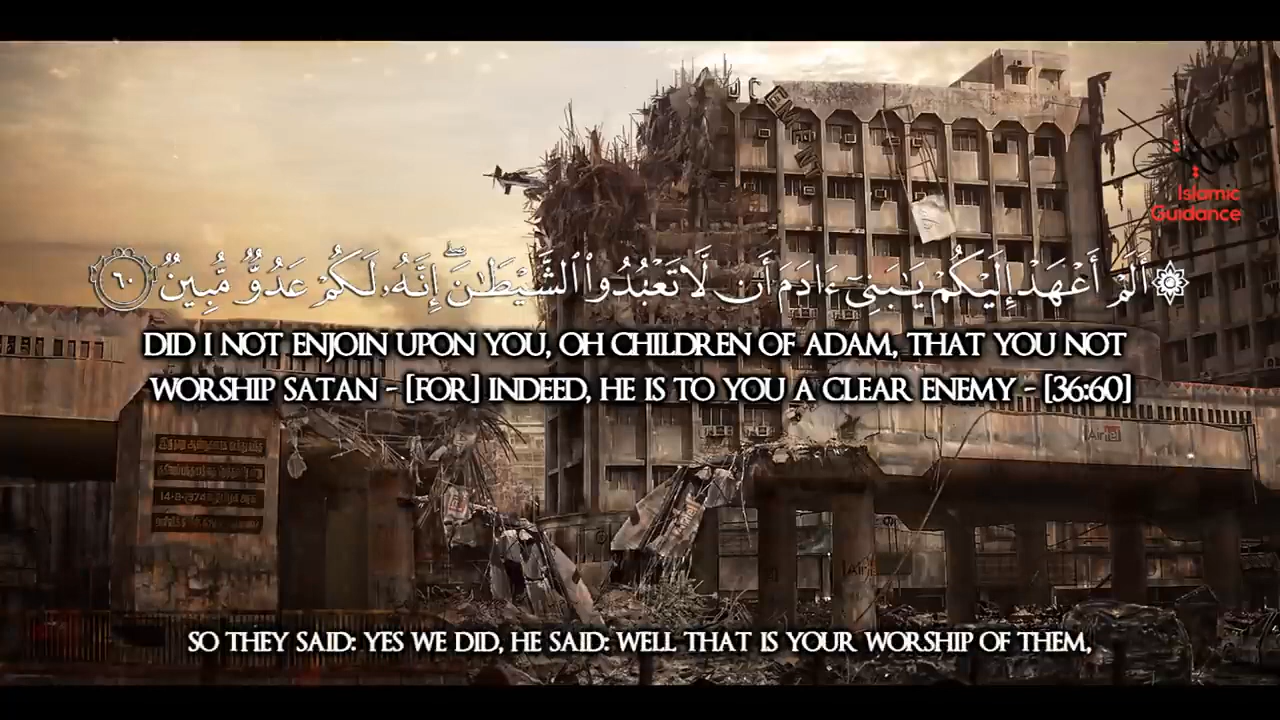 Islamic
Guidance
أَلَمْ أَعْهَدْ إِلَيْكُمْ يَـٰبَنِىٓ ءَادَمَ أَن لَّا تَعْبُدُوا۟ ٱلشَّيْطَـٰنَ ۖ إِنَّهُۥ لَكُمْ عَدُوٌّ مُّبِينٌ ٦٠
DID I NOT ENJOIN UPON YOU, OH CHILDREN OF ADAM, THAT YOU NOT
WORSHIP SATAN - [FOR] INDEED, HE IS TO YOU A CLEAR ENEMY - [36:60]
Airtel
Airtel
SO THEY SAID: YES WE DID, HE SAID: WELL THAT IS YOUR WORSHIP OF THEM,